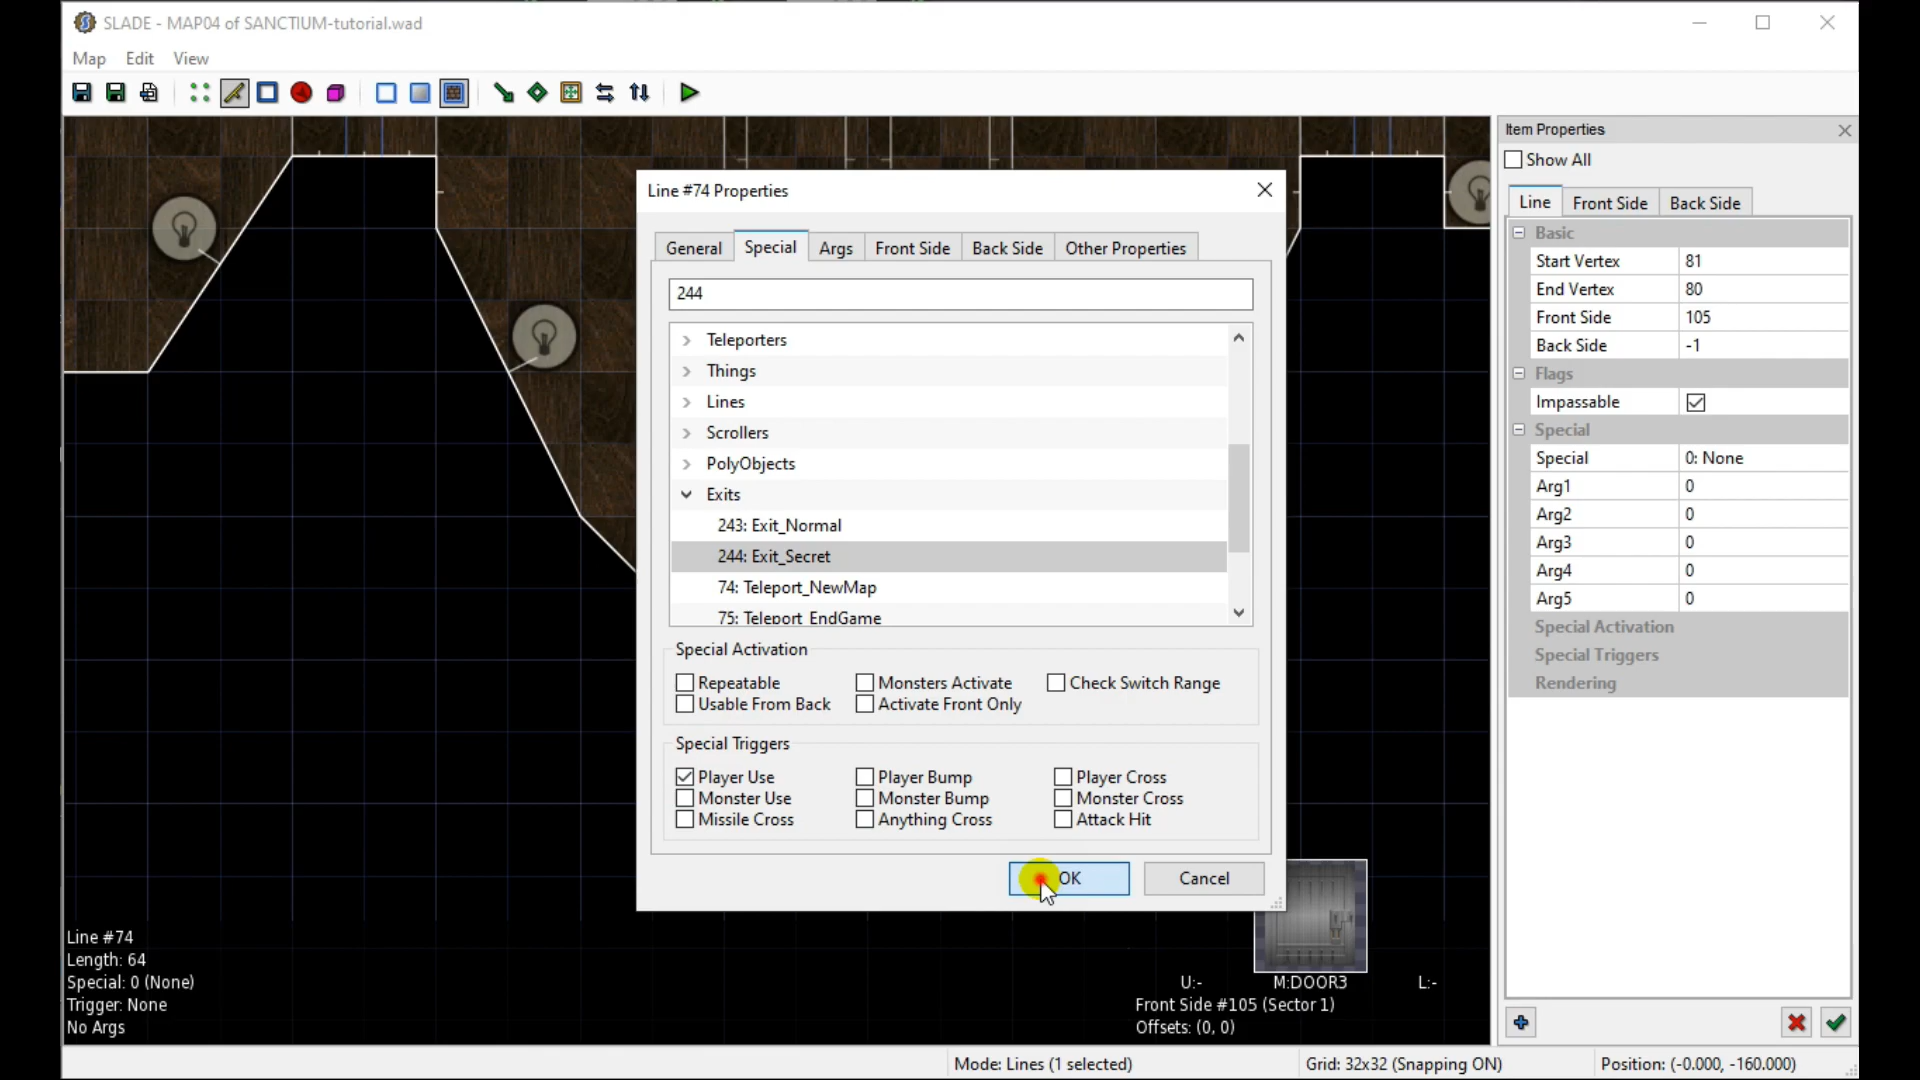 SLADE - MAP04 of SANCTIUM-tutorial.wad
Map Edit View
Item Properties
Show All
Line Front Side Back Side
Basic
Start Vertex 81
End Vertex 80
Front Side 105
Back Side -1
Flags
Impassable
Special
Special 0: None
Arg1 0
Arg2 0
Arg3 0
Arg4 0
Arg5 0
Special Activation
Special Triggers
Rendering
Line #74 Properties
General Special Args Front Side Back Side Other Properties
244
Teleporters
Things
Lines
Scrollers
PolyObjects
Exits
243: Exit_Normal
244: Exit_Secret
74: Teleport_NewMap
75: Teleport_EndGame
Special Activation
Repeatable Monsters Activate Check Switch Range
Usable From Back Activate Front Only
Special Triggers
Player Use Player Bump Player Cross
Monster Use Monster Bump Monster Cross
Missile Cross Anything Cross Attack Hit
OK Cancel
Line #74
Length: 64
Special: 0 (None)
Trigger: None
No Args
U:- M:DOOR3 L:-
Front Side #105 (Sector 1)
Offsets: (0, 0)
Mode: Lines (1 selected) Grid: 32x32 (Snapping ON) Position: (-0.000, -160.000)